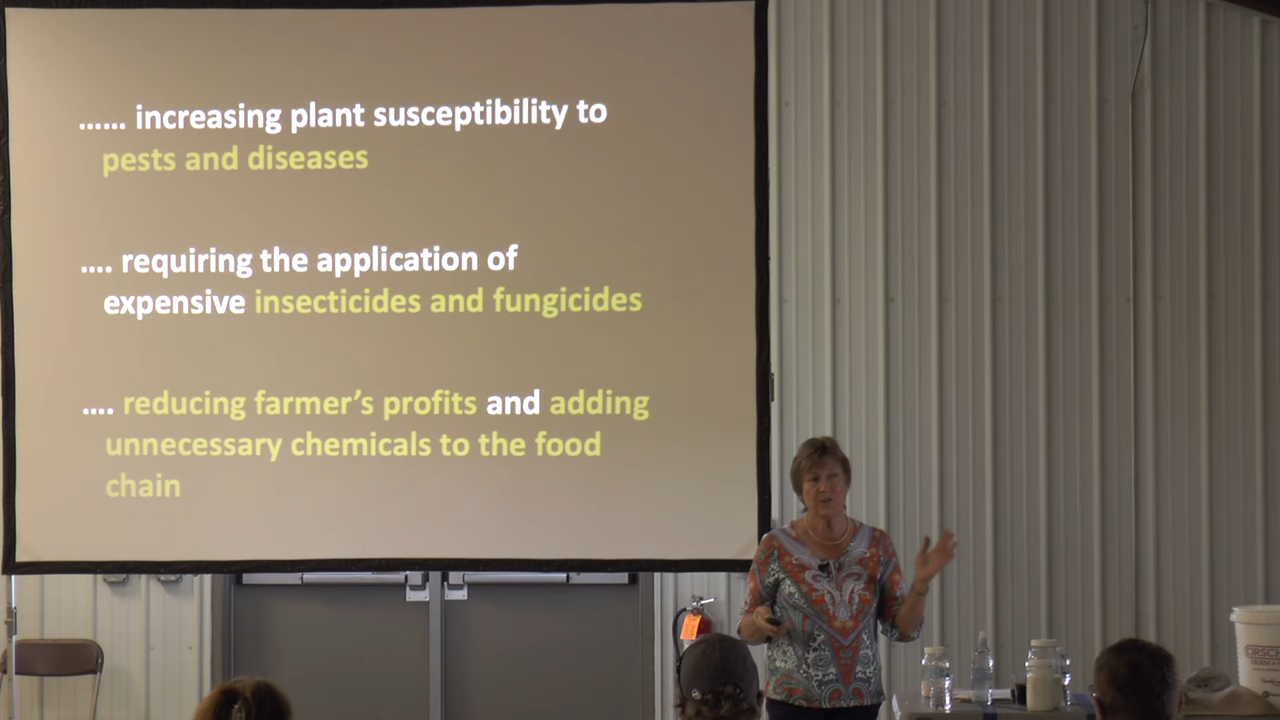 ...... increasing plant susceptibility to
pests and diseases
.... requiring the application of
expensive insecticides and fungicides
.... reducing farmer's profits and adding
unnecessary chemicals to the food
chain